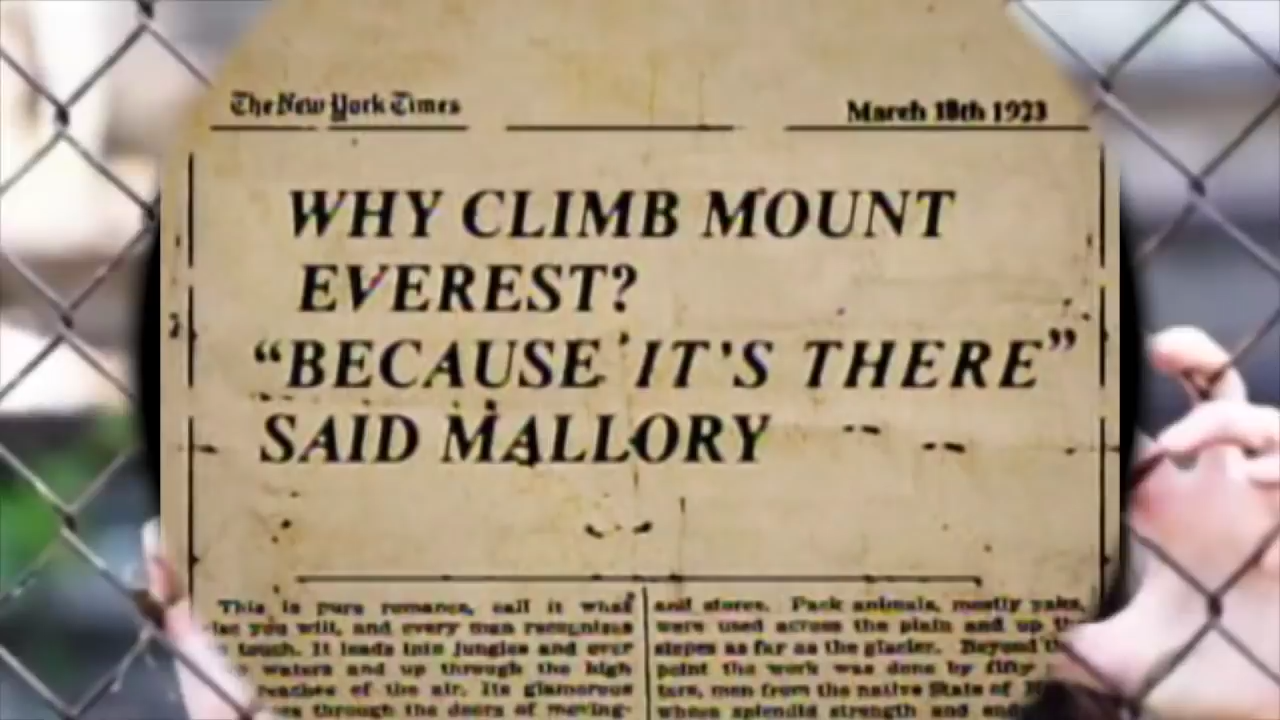 The New York Times
March 18th 1923
WHY CLIMB MOUNT
EVEREST?
“BECAUSE IT'S THERE”
SAID MALLORY
This is pure romance, call it what
you will, and every man recognizes
touch. It leads into jungles and over
waters and up through the high
reaches of the air. Its glamorous
through the doors of moving-
and stores. Pack animals, mostly yaks,
were used across the plain and up
slopes as far as the glacier. Beyond
point the work was done by fifty
men from the native State of
whose splendid strength and